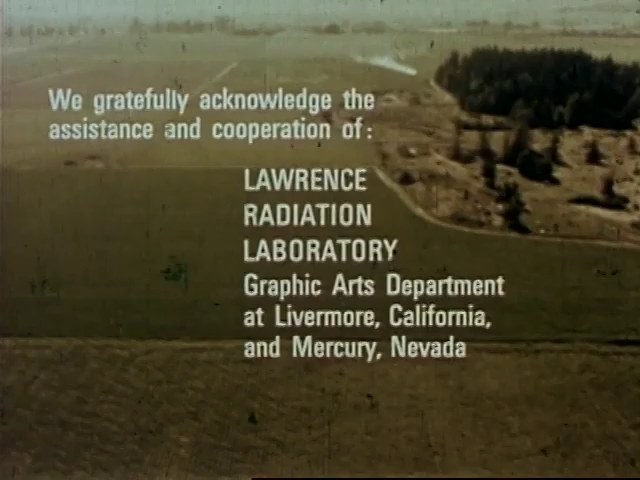 We gratefully acknowledge the
assistance and cooperation of:
LAWRENCE
RADIATION
LABORATORY
Graphic Arts Department
at Livermore, California,
and Mercury, Nevada